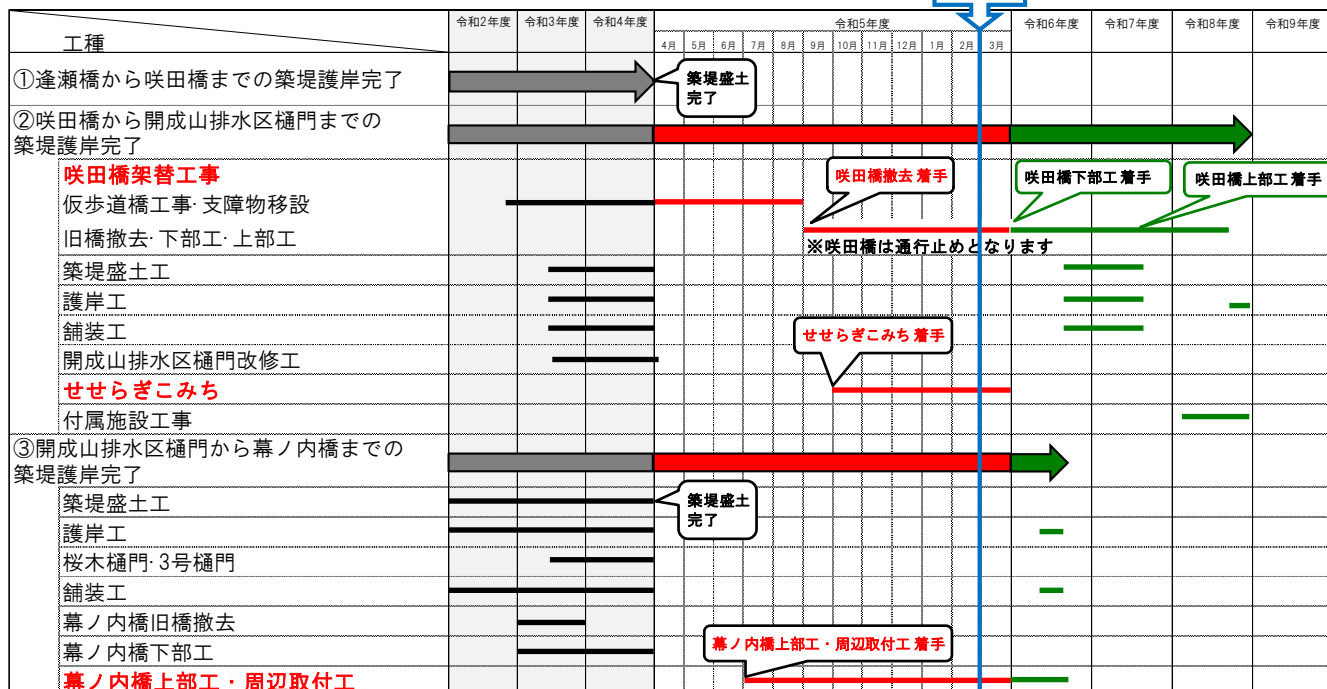 令和2年度 令和3年度 令和4年度 令和5年度 令和6年度 令和7年度 令和8年度 令和9年度
工種 4月 5月 6月 7月 8月 9月 10月 11月 12月 1月 2月 3月
①逢瀬橋から咲田橋までの築堤護岸完了
築堤盛土
完了
②咲田橋から開成山排水区樋門までの
築堤護岸完了
咲田橋架替工事
咲田橋撤去 着手
咲田橋下部工 着手
咲田橋上部工 着手
仮歩道橋工事・支障物移設
旧橋撤去・下部工・上部工
※咲田橋は通行止めとなります
築堤盛土工
護岸工
舗装工
せせらぎこみち 着手
開成山排水区樋門改修工
せせらぎこみち
付属施設工事
③開成山排水区樋門から幕ノ内橋までの
築堤護岸完了
築堤盛土工
築堤盛土
完了
護岸工
桜木樋門・3号樋門
舗装工
幕ノ内橋旧橋撤去
幕ノ内橋下部工
幕ノ内橋上部工・周辺取付工 着手
幕ノ内橋上部工・周辺取付工